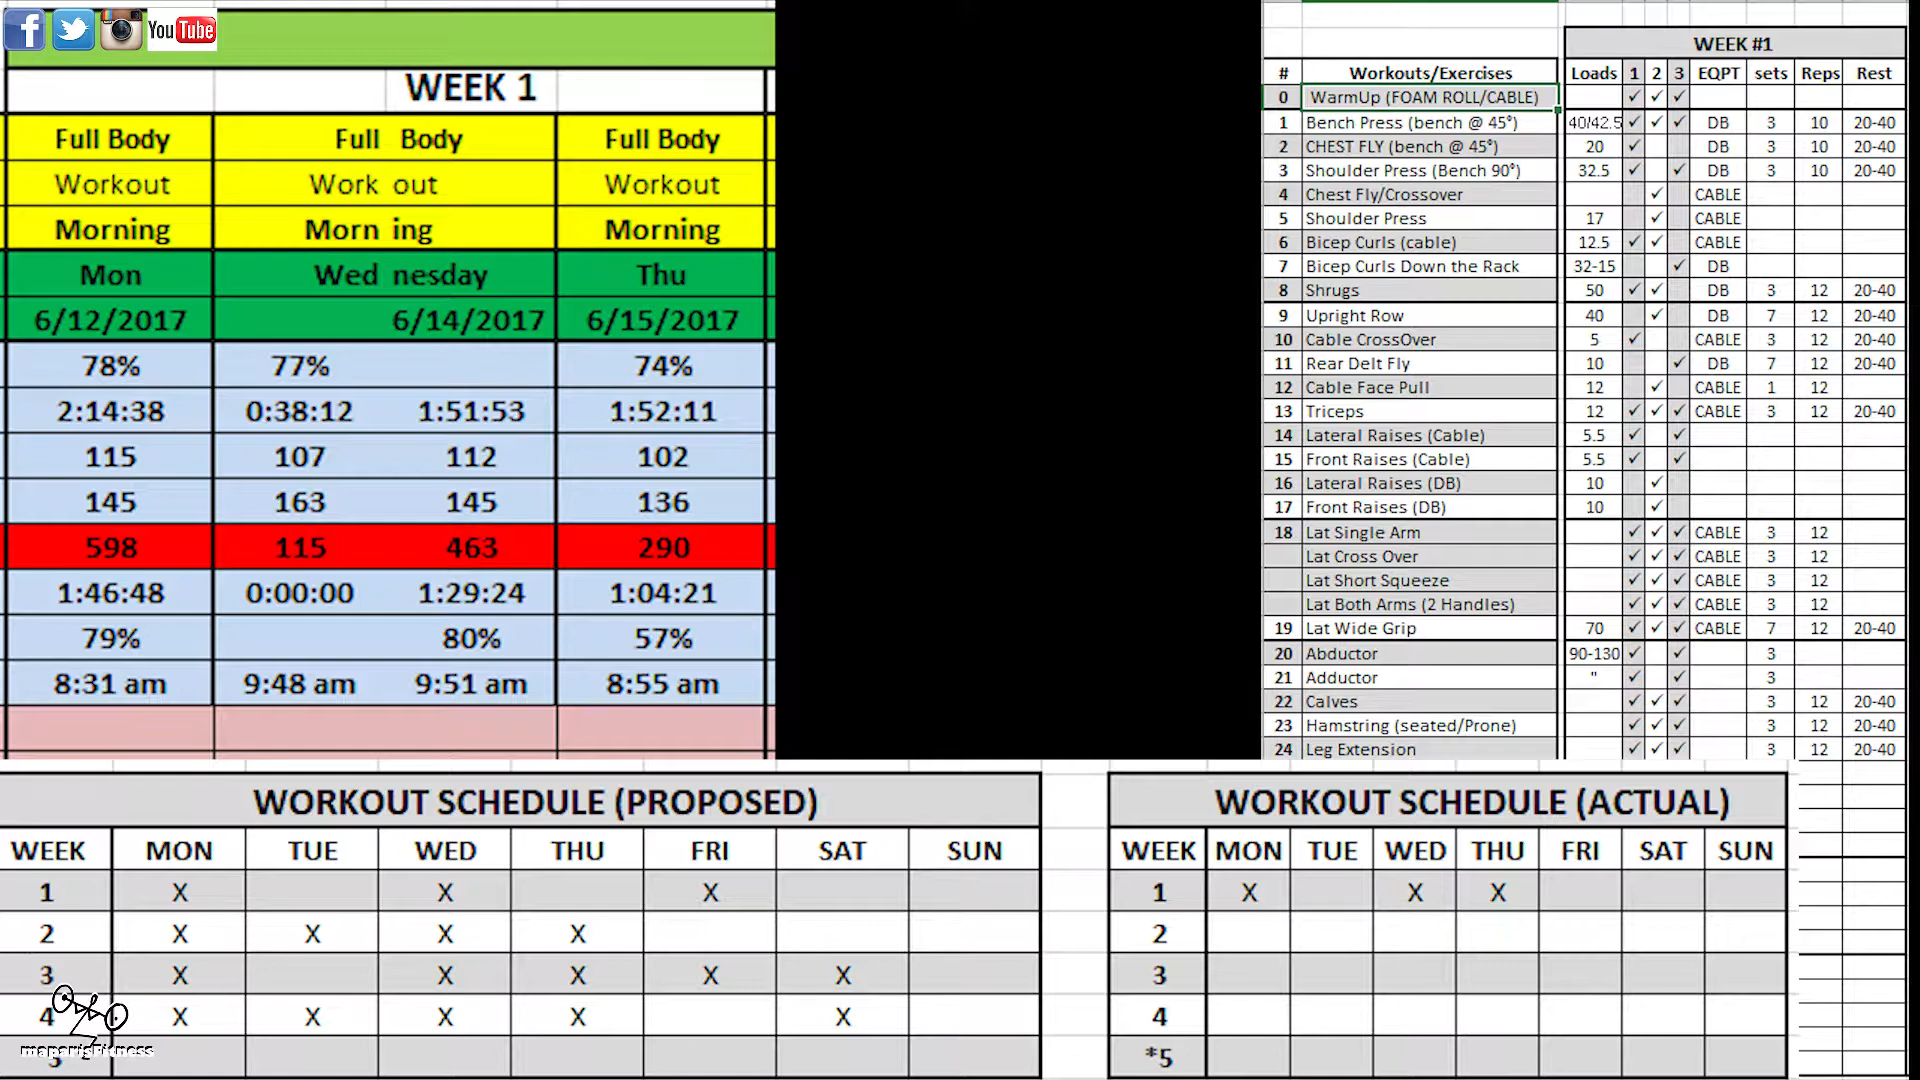 f
You Tube
WEEK 1
Full Body Full Body Full Body
Workout Work out Workout
Morning Morn ing Morning
Mon Wed nesday Thu
6/12/2017 6/14/2017 6/15/2017
78% 77% 74%
2:14:38 0:38:12 1:51:53 1:52:11
115 107 112 102
145 163 145 136
598 115 463 290
1:46:48 0:00:00 1:29:24 1:04:21
79% 80% 57%
8:31 am 9:48 am 9:51 am 8:55 am
WEEK #1
# Workouts/Exercises Loads 1 2 3 EQPT sets Reps Rest
0 WarmUp (FOAM ROLL/CABLE) ✓ ✓ ✓
1 Bench Press (bench @ 45°) 40/42.5 ✓ ✓ ✓ DB 3 10 20-40
2 CHEST FLY (bench @ 45°) 20 ✓ DB 3 10 20-40
3 Shoulder Press (Bench 90°) 32.5 ✓ ✓ DB 3 10 20-40
4 Chest Fly/Crossover ✓ CABLE
5 Shoulder Press 17 ✓ CABLE
6 Bicep Curls (cable) 12.5 ✓ ✓ CABLE
7 Bicep Curls Down the Rack 32-15 ✓ DB
8 Shrugs 50 ✓ ✓ DB 3 12 20-40
9 Upright Row 40 ✓ DB 7 12 20-40
10 Cable CrossOver 5 ✓ CABLE 3 12 20-40
11 Rear Delt Fly 10 ✓ DB 7 12 20-40
12 Cable Face Pull 12 ✓ CABLE 1 12
13 Triceps 12 ✓ ✓ ✓ CABLE 3 12 20-40
14 Lateral Raises (Cable) 5.5 ✓ ✓
15 Front Raises (Cable) 5.5 ✓ ✓
16 Lateral Raises (DB) 10 ✓
17 Front Raises (DB) 10 ✓
18 Lat Single Arm ✓ ✓ ✓ CABLE 3 12
Lat Cross Over ✓ ✓ ✓ CABLE 3 12
Lat Short Squeeze ✓ ✓ ✓ CABLE 3 12
Lat Both Arms (2 Handles) ✓ ✓ ✓ CABLE 3 12
19 Lat Wide Grip 70 ✓ ✓ ✓ CABLE 7 12 20-40
20 Abductor 90-130 ✓ ✓ 3
21 Adductor " ✓ ✓ 3
22 Calves ✓ ✓ ✓ 3 12 20-40
23 Hamstring (seated/Prone) ✓ ✓ ✓ 3 12 20-40
24 Leg Extension ✓ ✓ ✓ 3 12 20-40
WORKOUT SCHEDULE (PROPOSED)
WEEK MON TUE WED THU FRI SAT SUN
1 X X X
2 X X X X
3 X X X X X
4 X X X X X
5
maparisFitness
WORKOUT SCHEDULE (ACTUAL)
WEEK MON TUE WED THU FRI SAT SUN
1 X X X
2
3
4
*5